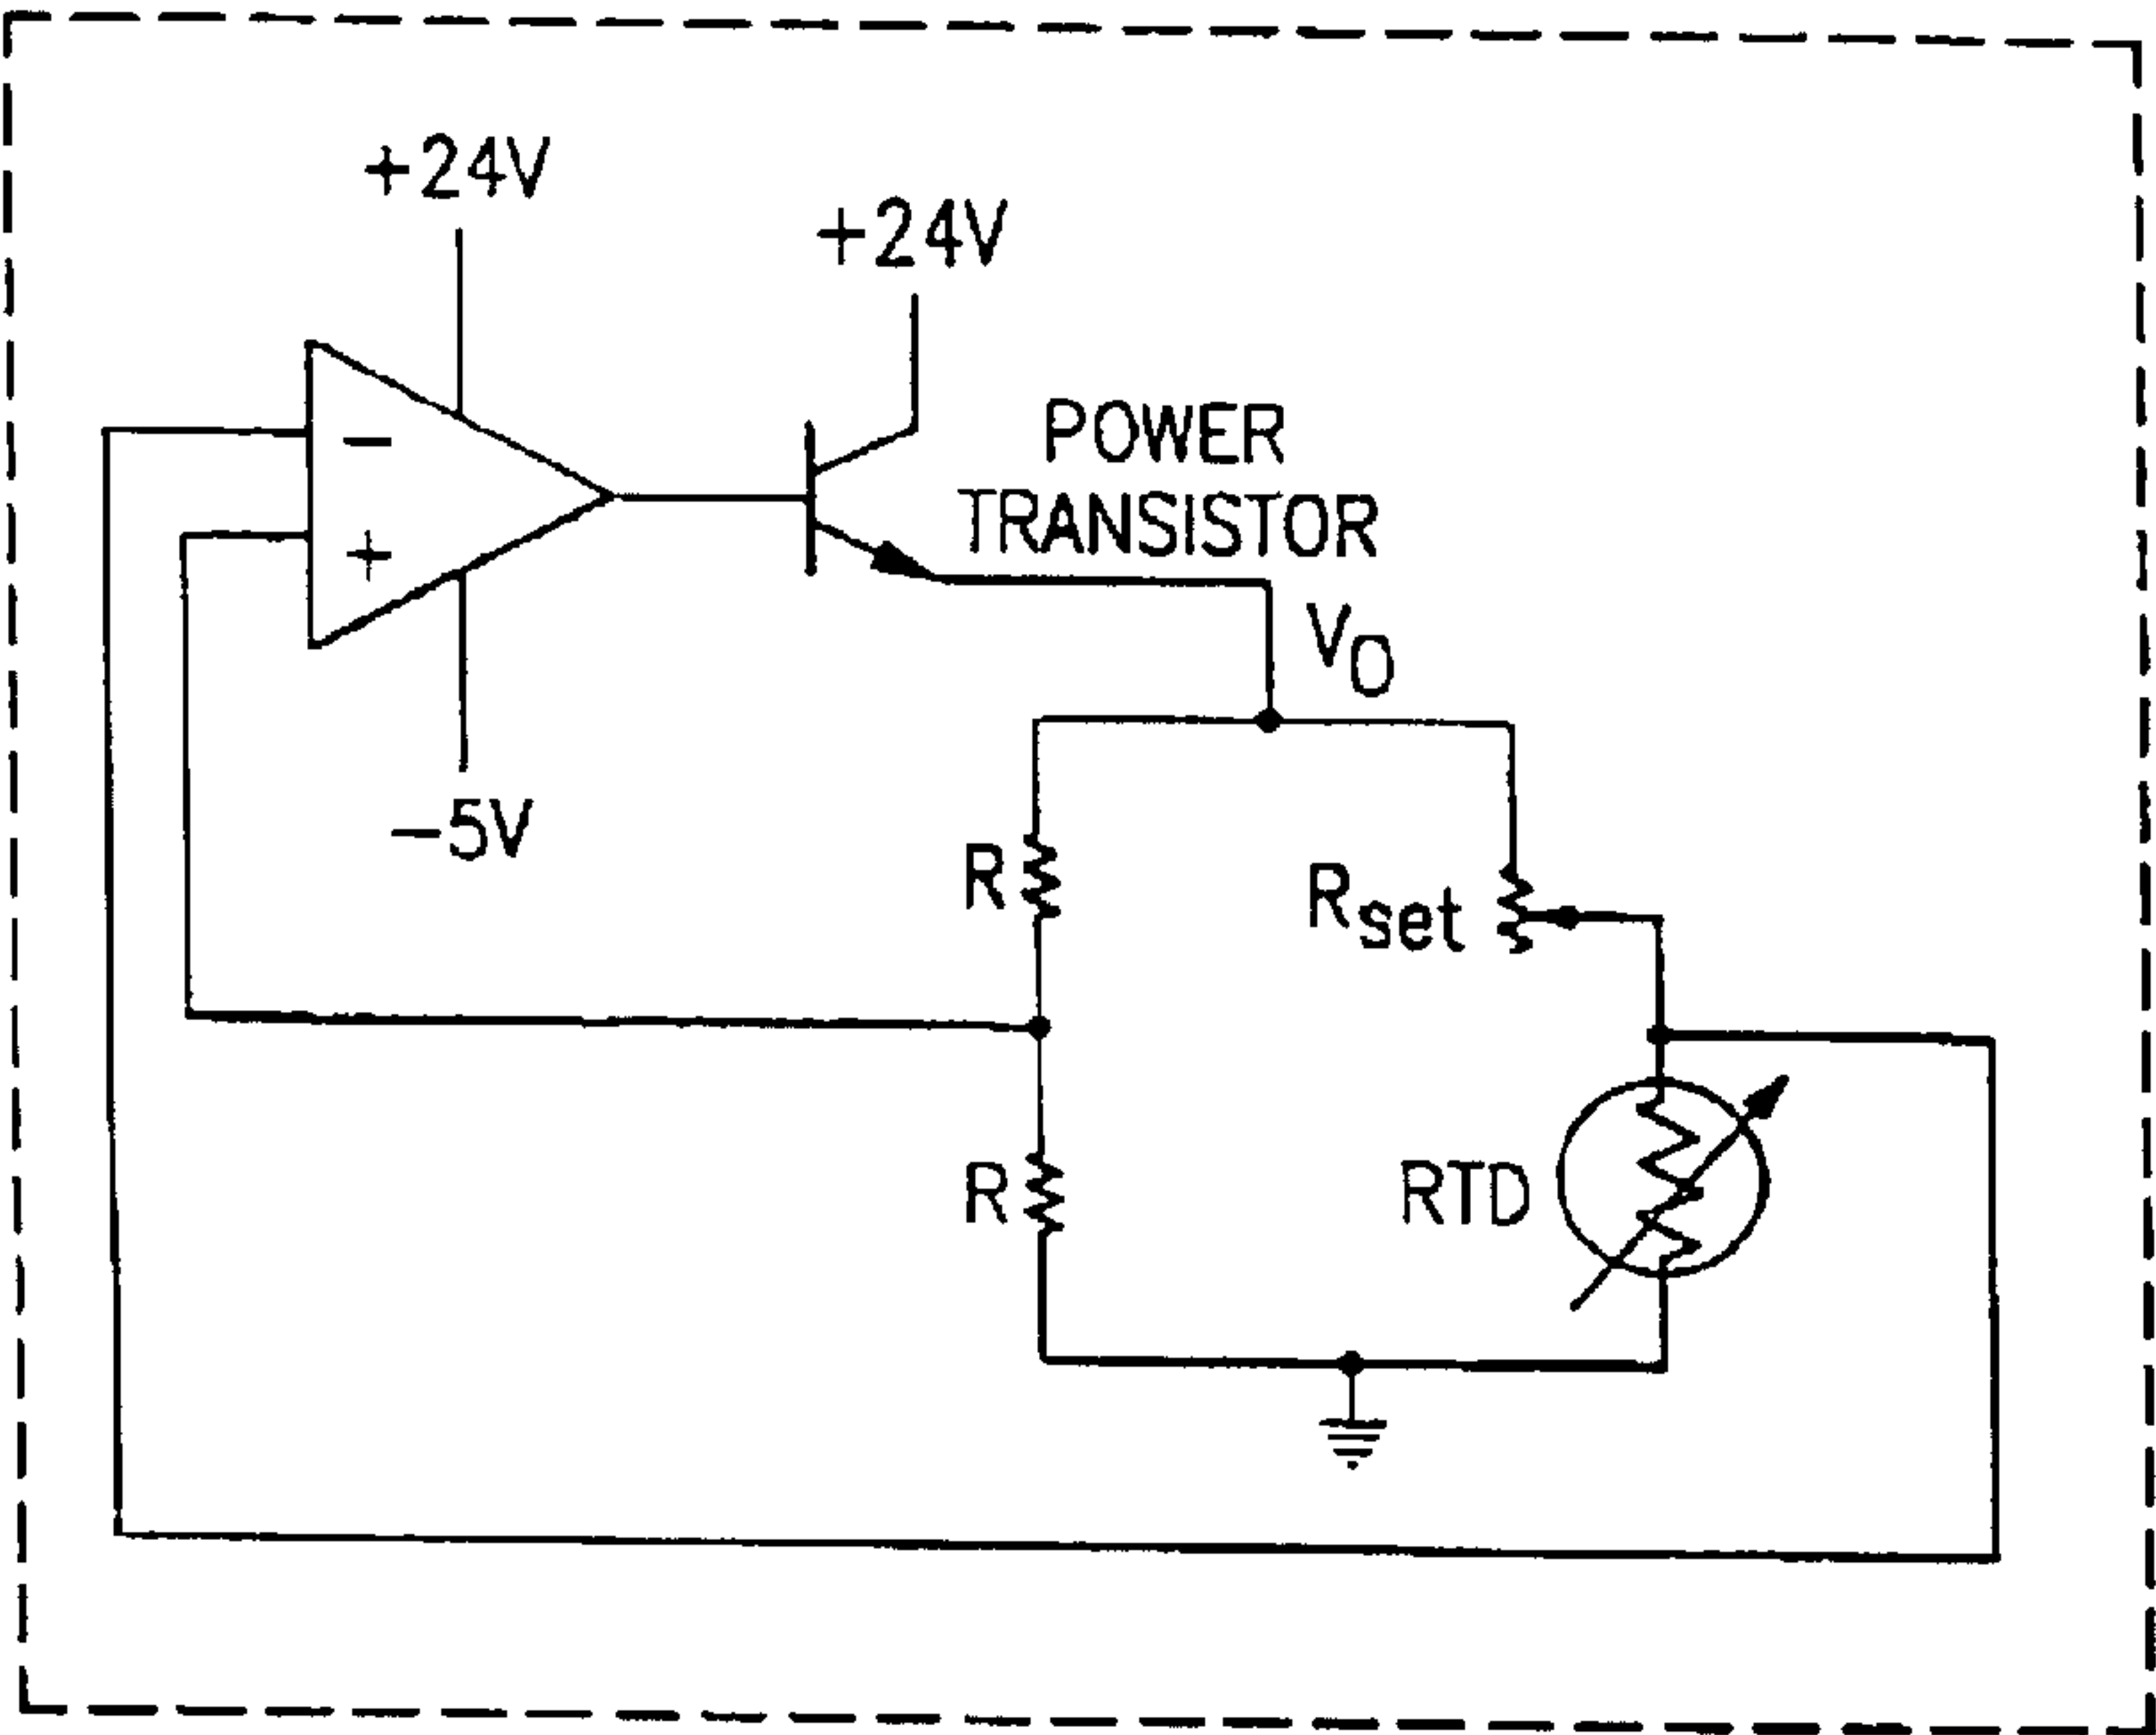 +24V
+24V
POWER
TRANSISTOR
−
+
VO
−5V
R
Rset
R
RTD